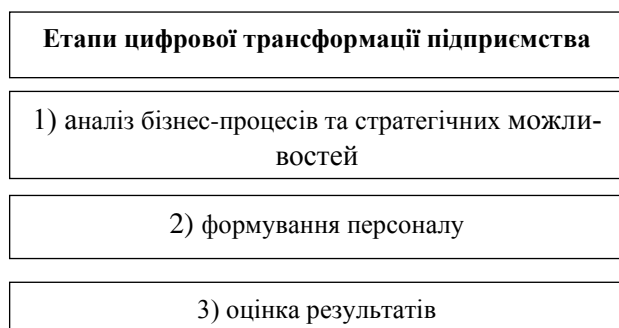 Етапи цифрової трансформації підприємства
1) аналіз бізнес-процесів та стратегічних можли-
востей
2) формування персоналу
3) оцінка результатів